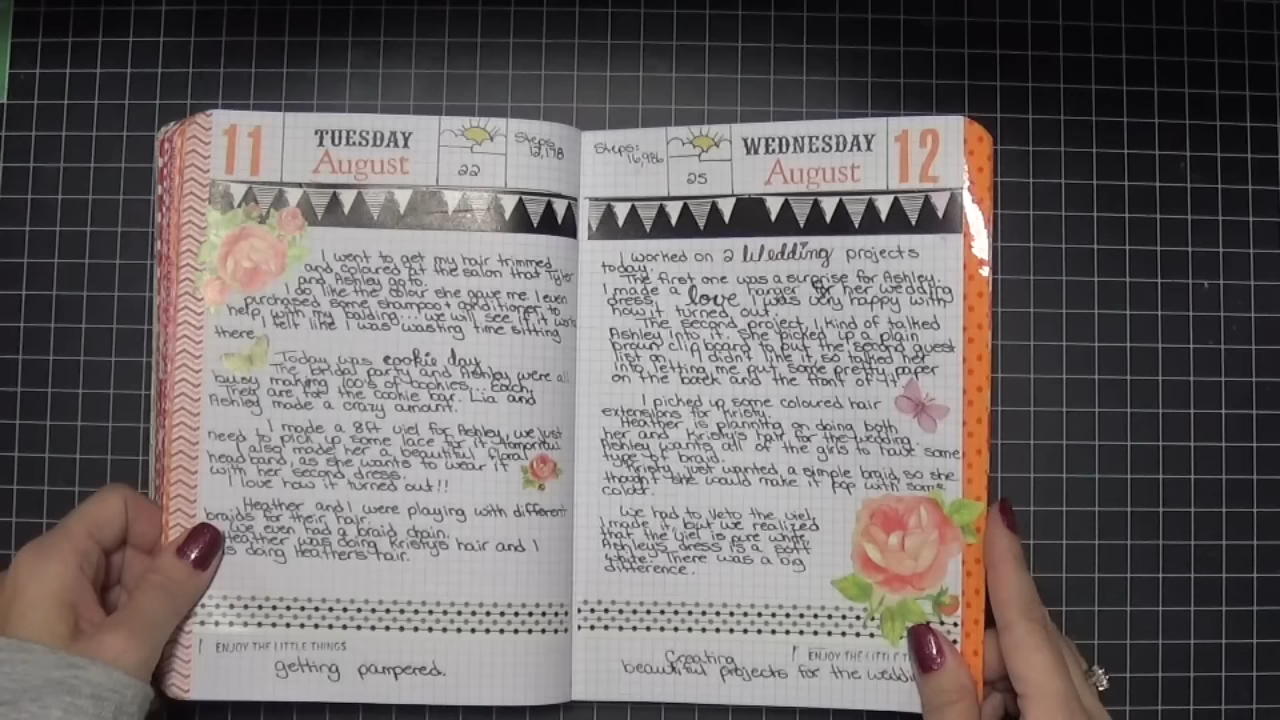 11
TUESDAY
August
22
Steps
12,178
I went to get my hair trimmed
and coloured at the salon that Tyler
and Ashley go to.
I do like the colour she gave me. I even
purchased some shampoo + conditioner to
help with my balding... we will see if it works
I felt like I was wasting time sitting
there.
Today was cookie day
The bridal party and Ashley were all
busy making 100's of cookies... Each.
They are for the cookie bar. Lia and
Ashley made a crazy amount.
I made a 8ft viel for Ashley, we just
need to pick up some lace for it tomorrow
I also made her a beautiful floral
headband, as she wants to wear it
with her second dress.
I love how it turned out!!
Heather and I were playing with different
braids for their hair.
We even had a braid chain.
Heather was doing Kristy's hair and I
is doing Heather's hair.
ENJOY THE LITTLE THINGS
getting pampered.
Steps:
16,986
25
WEDNESDAY
August
12
I worked on 2 Wedding projects
today.
The first one was a surprise for Ashley.
I made a love hanger for her wedding
dress. I was very happy with
how it turned out.
The second project, I kind of talked
Ashley into it. She picked up a plain
brown clip board to put the guest
list on. I didn't like it, so talked her
into letting me put some pretty paper
on the back and the front of it.
I picked up some coloured hair
extensions for Kristy.
Heather is planning on doing both
her and Kristy's hair for the wedding.
Ashley wants all of the girls to have some
type of braid.
Kristy just wanted a simple braid, so she
thought she would make it pop with some
colour.
We had to veto the viel,
I made it, but we realized
that the viel is pure white
Ashley's dress is a soft
white. There was a big
difference.
ENJOY THE LITTLE T
Creating
beautiful projects for the weddi